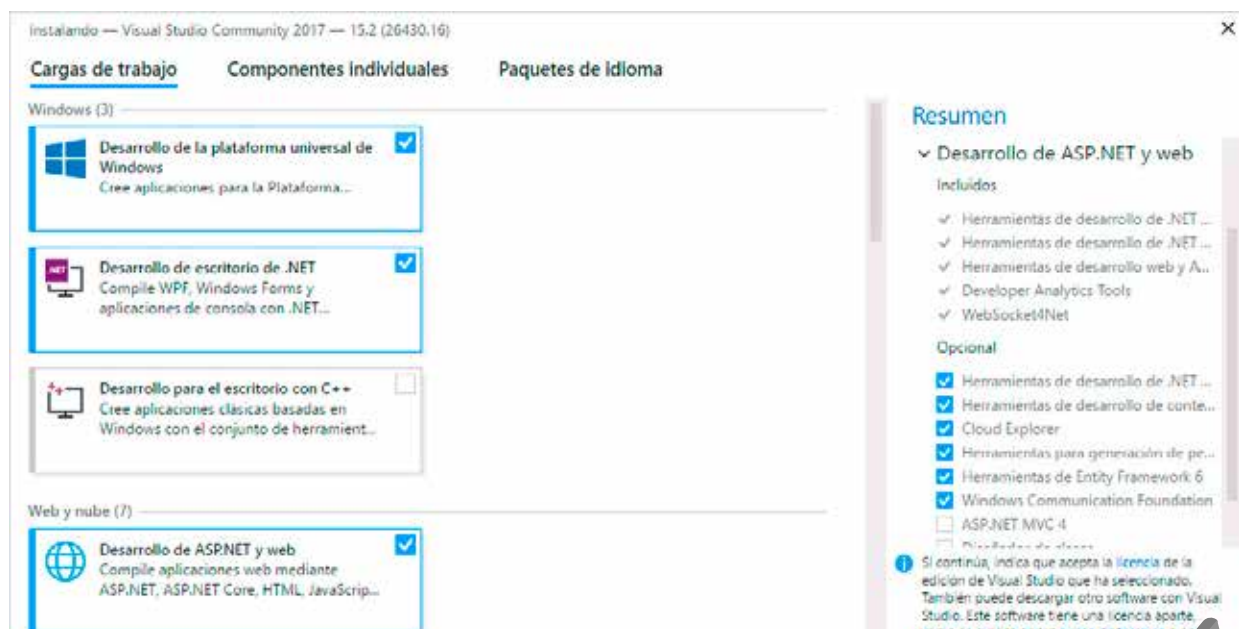 Instalando — Visual Studio Community 2017 — 15.2 (26430.16)
Cargas de trabajo Componentes individuales Paquetes de idioma
Windows (3)
Desarrollo de la plataforma universal de
Windows
Cree aplicaciones para la Plataforma...
.NET
Desarrollo de escritorio de .NET
Compile WPF, Windows Forms y
aplicaciones de consola con .NET...
Desarrollo para el escritorio con C++
Cree aplicaciones clásicas basadas en
Windows con el conjunto de herramient...
Web y nube (7)
Desarrollo de ASP.NET y web
Compile aplicaciones web mediante
ASP.NET, ASP.NET Core, HTML, JavaScrip...
Resumen
Desarrollo de ASP.NET y web
Incluidos
Herramientas de desarrollo de .NET ...
Herramientas de desarrollo de .NET ...
Herramientas de desarrollo web y A...
Developer Analytics Tools
WebSocket4Net
Opcional
Herramientas de desarrollo de .NET ...
Herramientas de desarrollo de conte...
Cloud Explorer
Herramientas para generación de pe...
Herramientas de Entity Framework 6
Windows Communication Foundation
ASP.NET MVC 4
Si continúa, indica que acepta la licencia de la
edición de Visual Studio que ha seleccionado.
También puede descargar otro software con Visual
Studio. Este software tiene una licencia aparte,